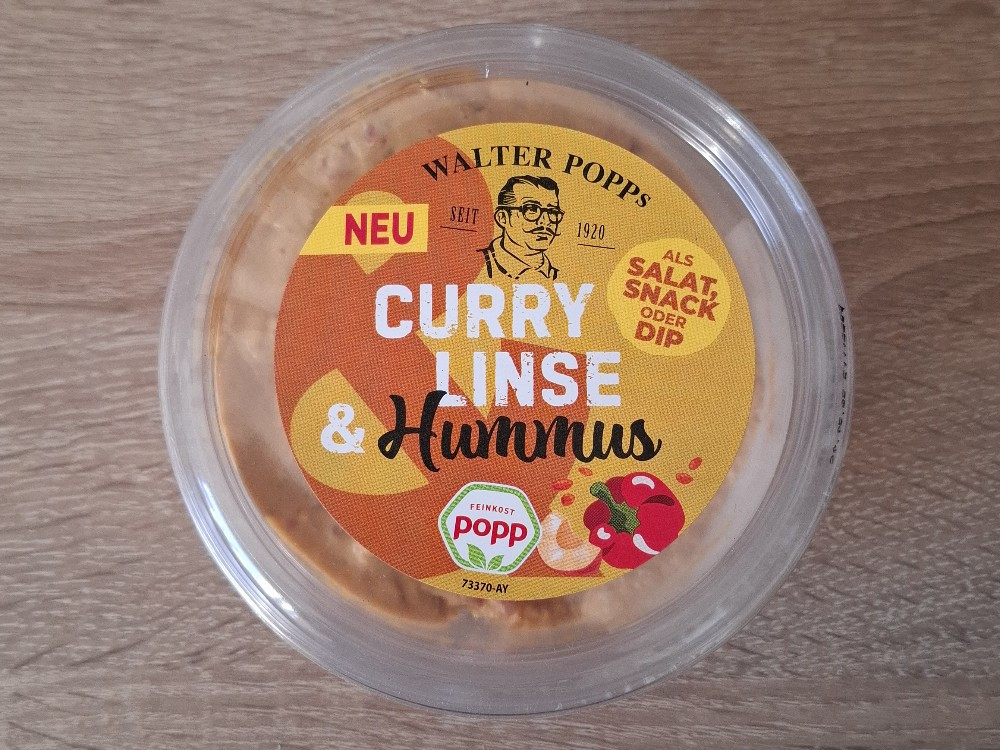 WALTER POPPs
SEIT 1920
NEU
ALS
SALAT,
SNACK
ODER
DIP
CURRY
LINSE
& Hummus
FEINKOST
popp
73370-AY